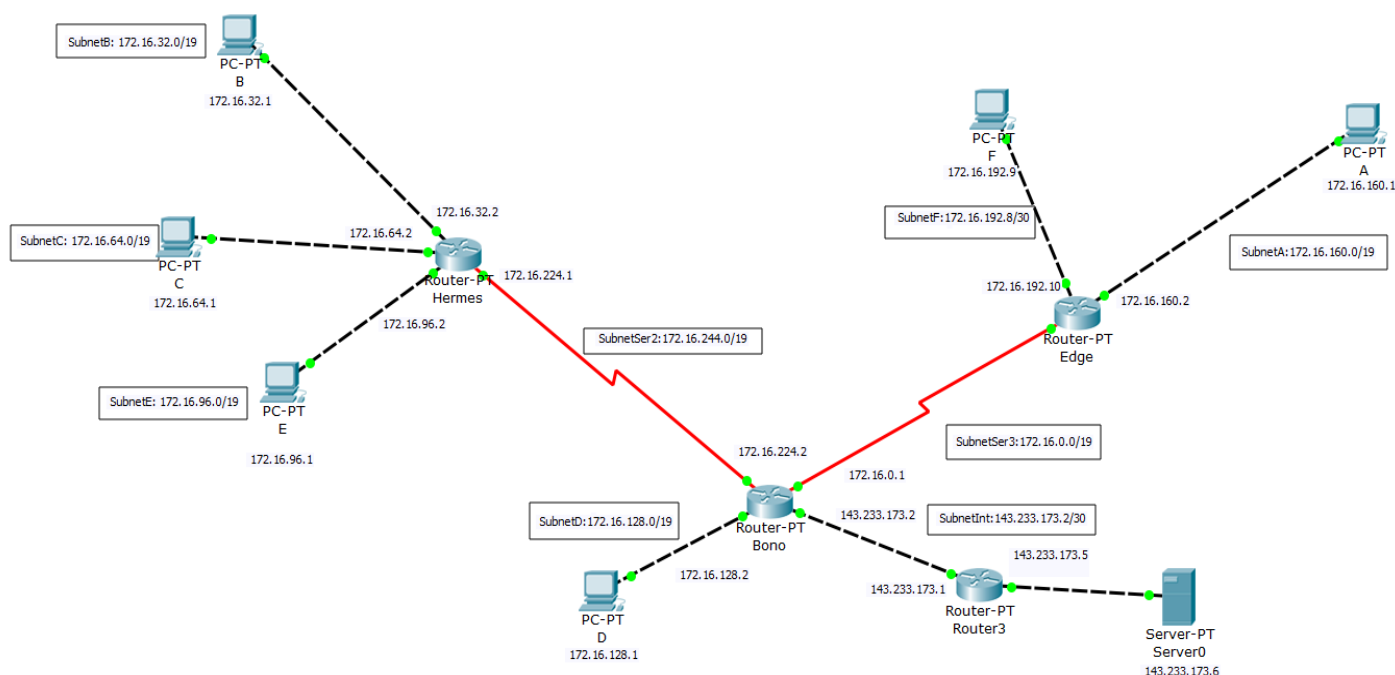 SubnetB: 172.16.32.0/19
PC-PT
B
172.16.32.1
PC-PT
F
172.16.192.9
PC-PT
A
172.16.160.1
SubnetF:172.16.192.8/30
SubnetA:172.16.160.0/19
172.16.32.2
SubnetC: 172.16.64.0/19
172.16.64.2
PC-PT
C
172.16.64.1
Router-PT
Hermes
172.16.224.1
172.16.192.10
172.16.160.2
172.16.96.2
Router-PT
Edge
SubnetSer2:172.16.244.0/19
SubnetE: 172.16.96.0/19
PC-PT
E
172.16.96.1
SubnetSer3:172.16.0.0/19
172.16.224.2
172.16.0.1
SubnetD:172.16.128.0/19
Router-PT
Bono
143.233.173.2
SubnetInt:143.233.173.2/30
143.233.173.5
172.16.128.2
143.233.173.1
PC-PT
D
172.16.128.1
Router-PT
Router3
Server-PT
Server0
143.233.173.6